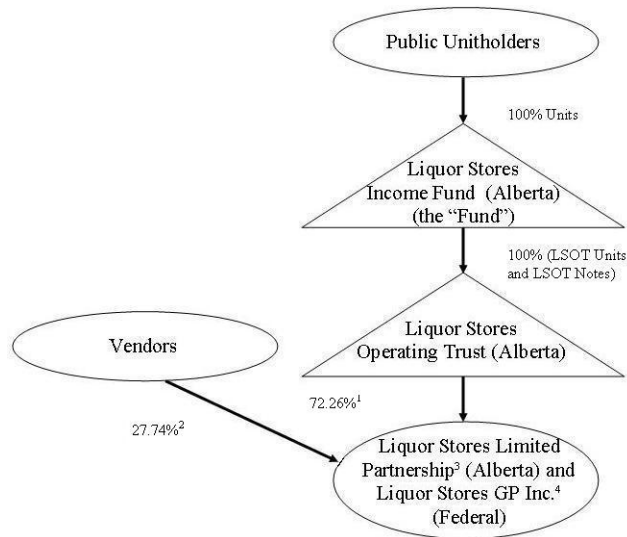 Public Unitholders
100% Units
Liquor Stores
Income Fund (Alberta)
(the “Fund”)
100% (LSOT Units
and LSOT Notes)
Liquor Stores
Operating Trust (Alberta)
Vendors
72.26%¹
27.74%²
Liquor Stores Limited
Partnership³ (Alberta) and
Liquor Stores GP Inc.⁴
(Federal)